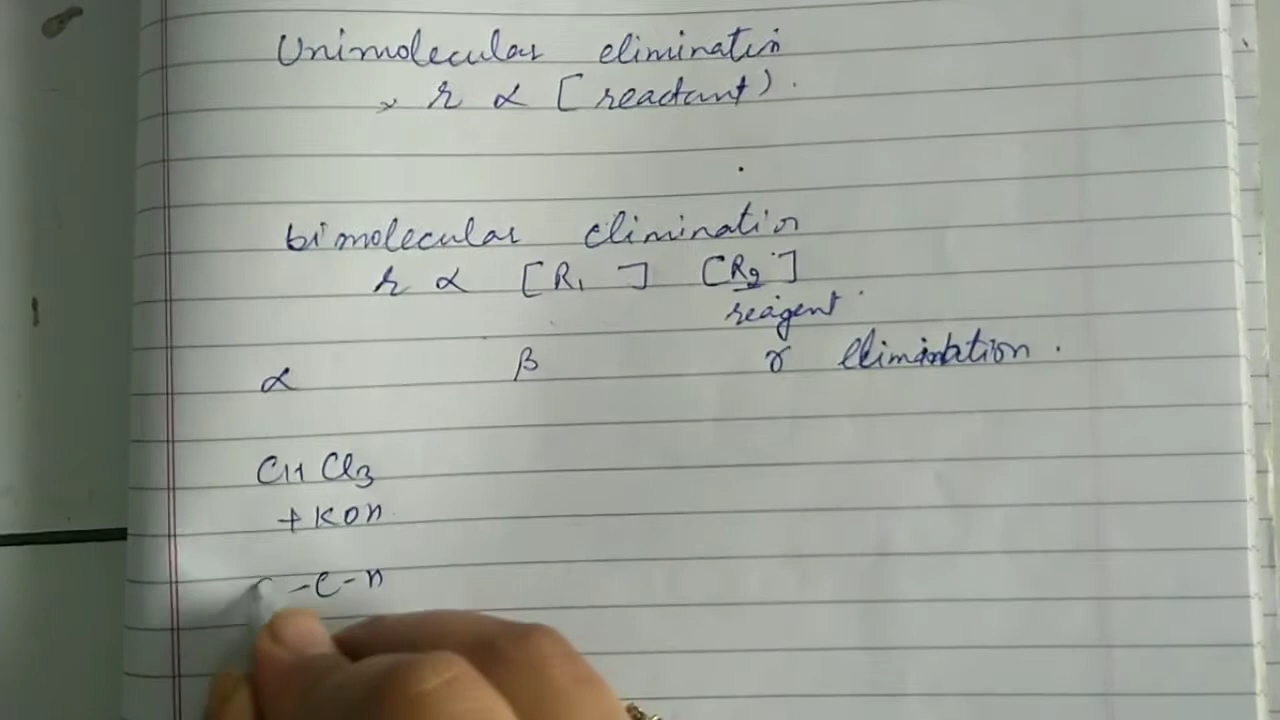 Unimolecular elimination
r ∝ [reactant).
bimolecular elimination
r ∝ [R1] [R2]
reagent
α β γ elimination.
CHCl3
+ KOH
-C-H